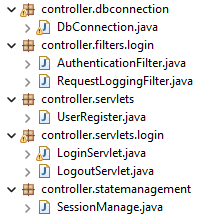 controller.dbconnection
DbConnection.java
controller.filters.login
AuthenticationFilter.java
RequestLoggingFilter.java
controller.servlets
UserRegister.java
controller.servlets.login
LoginServlet.java
LogoutServlet.java
controller.statemanagement
SessionManage.java